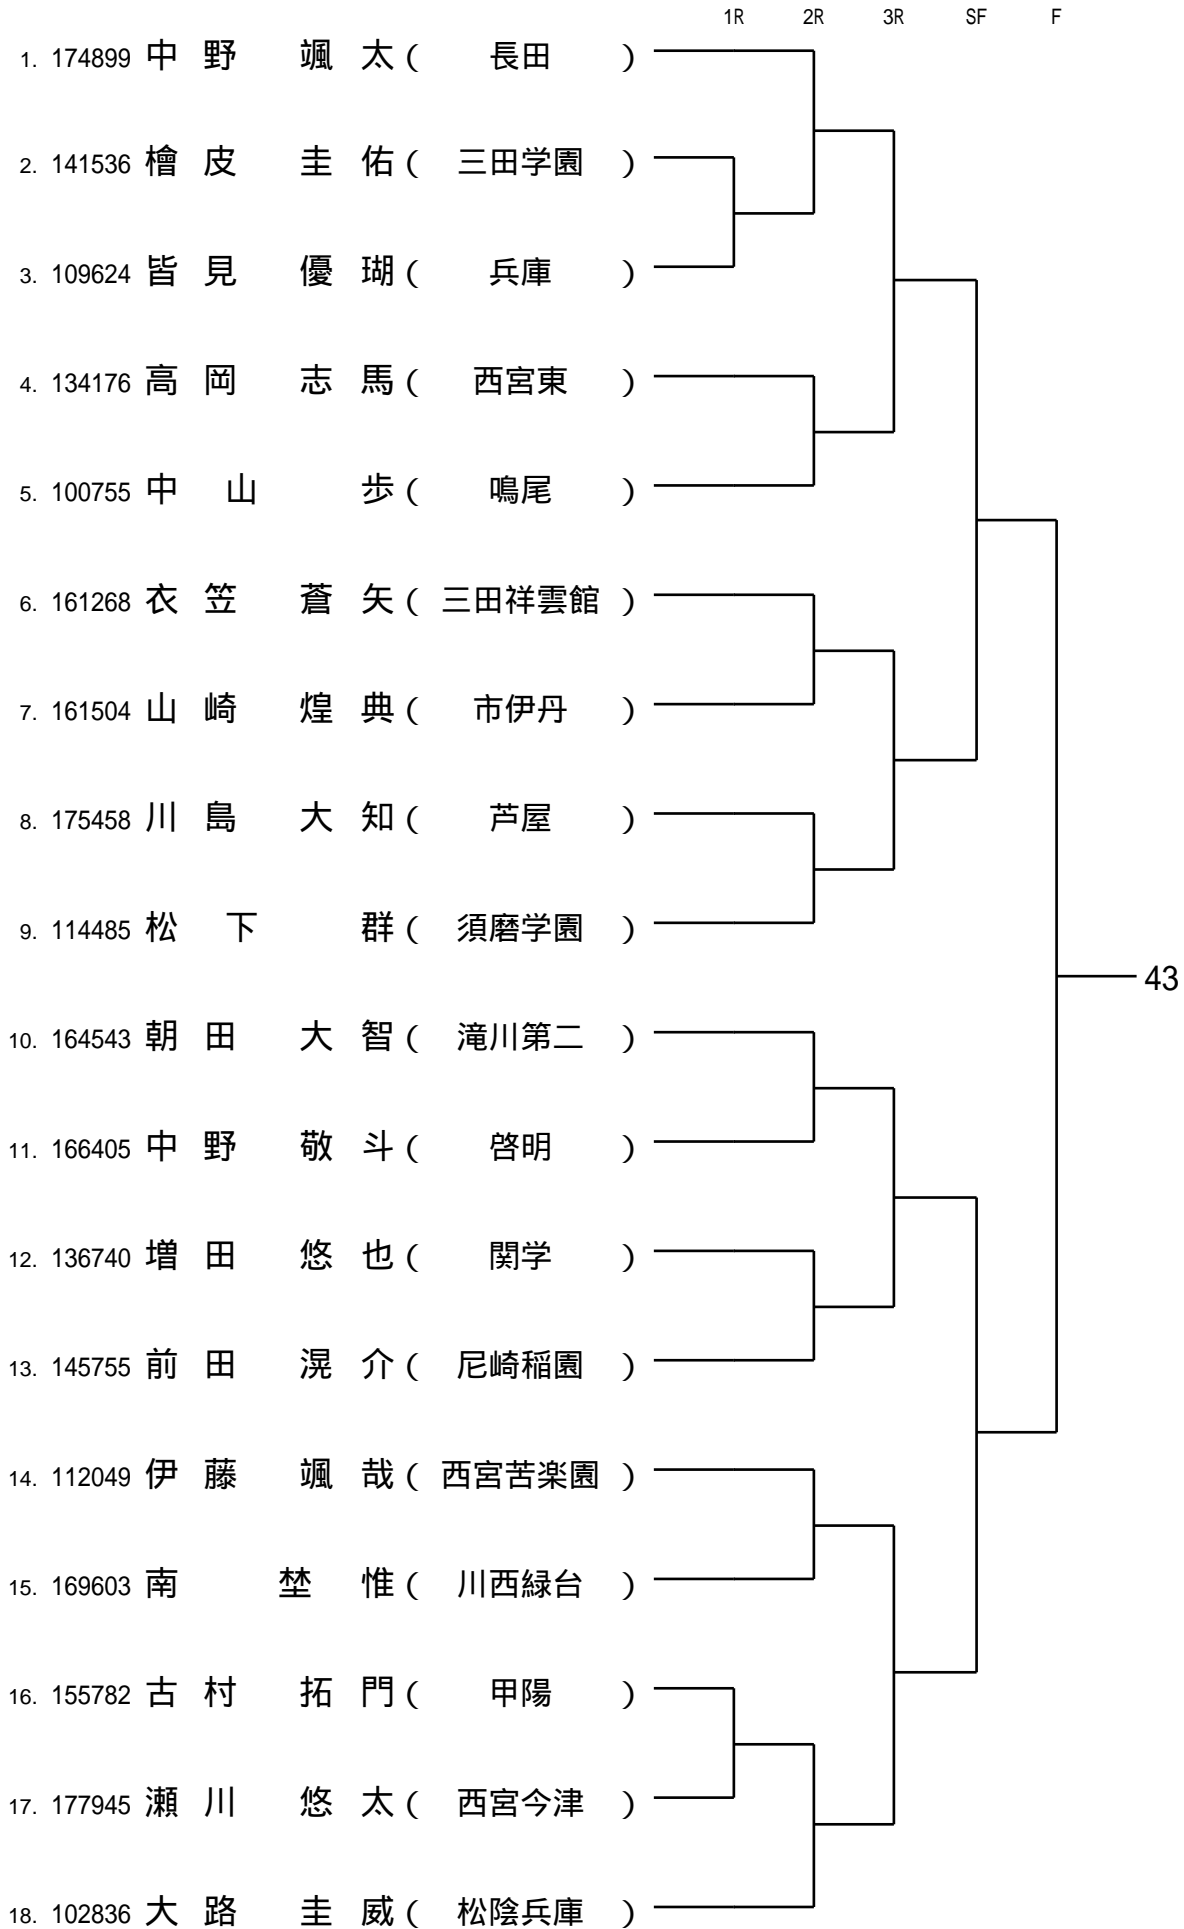 1R 2R 3R SF F
1. 174899 中野 颯太 ( 長田 )
2. 141536 檜皮 圭佑 ( 三田学園 )
3. 109624 皆見 優瑚 ( 兵庫 )
4. 134176 高岡 志馬 ( 西宮東 )
5. 100755 中山 歩 ( 鳴尾 )
6. 161268 衣笠 蒼矢 ( 三田祥雲館 )
7. 161504 山崎 煌典 ( 市伊丹 )
8. 175458 川島 大知 ( 芦屋 )
9. 114485 松下 群 ( 須磨学園 )
43
10. 164543 朝田 大智 ( 滝川第二 )
11. 166405 中野 敬斗 ( 啓明 )
12. 136740 増田 悠也 ( 関学 )
13. 145755 前田 滉介 ( 尼崎稲園 )
14. 112049 伊藤 颯哉 ( 西宮苦楽園 )
15. 169603 南 埜 惟 ( 川西緑台 )
16. 155782 古村 拓門 ( 甲陽 )
17. 177945 瀬川 悠太 ( 西宮今津 )
18. 102836 大路 圭威 ( 松陰兵庫 )